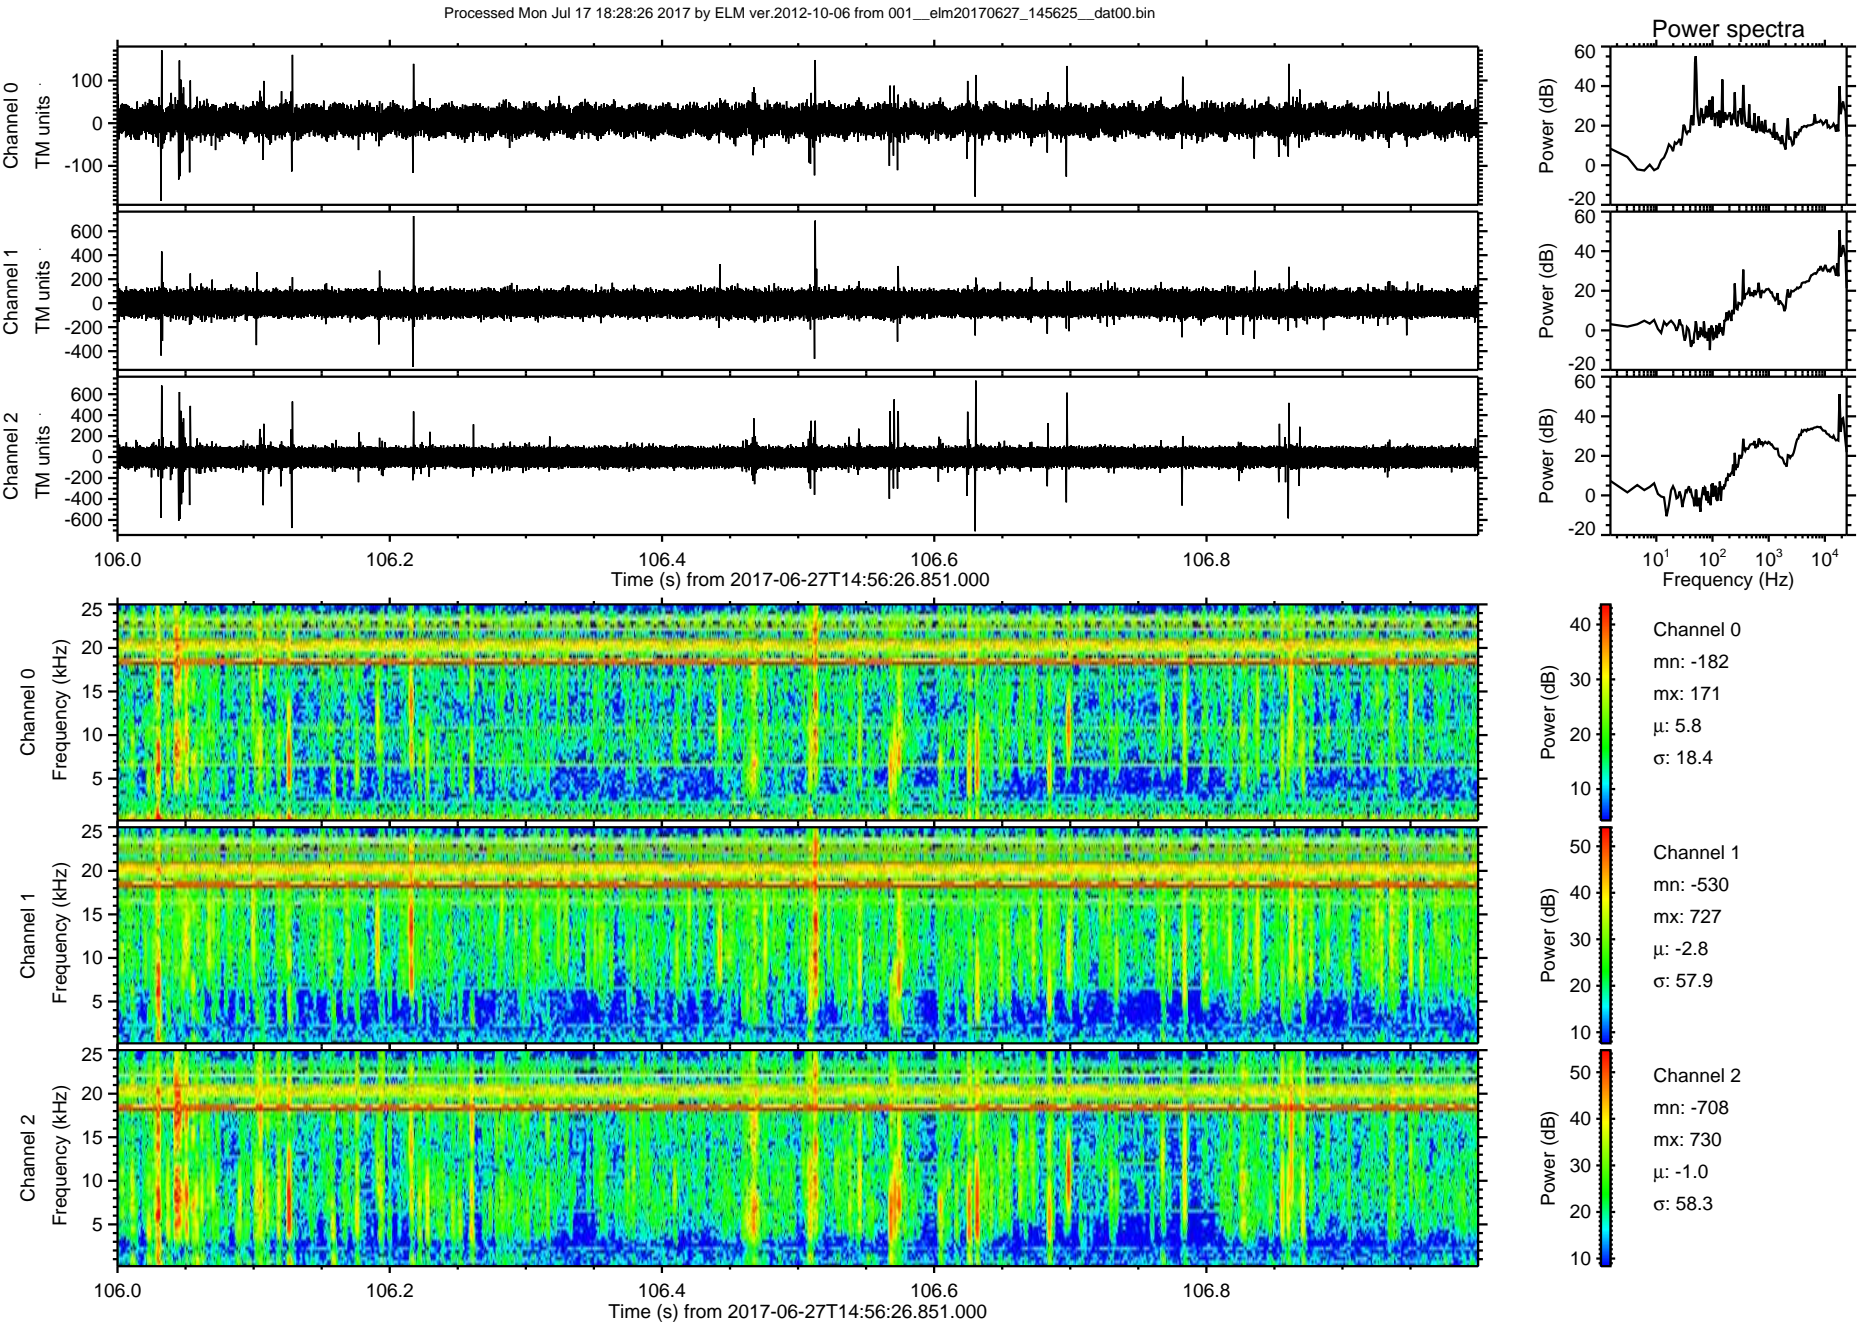 Processed Mon Jul 17 18:28:26 2017 by ELM ver.2012-10-06 from 001__elm20170627_145625__dat00.bin
Power spectra
Channel 0
TM units
100
0
-100
Power (dB)
60
40
20
0
-20
Channel 1
TM units
600
400
200
0
-200
-400
Power (dB)
60
40
20
0
-20
Channel 2
TM units
600
400
200
0
-200
-400
-600
Power (dB)
60
40
20
0
-20
106.0 106.2 106.4 106.6 106.8
Time (s) from 2017-06-27T14:56:26.851.000
10¹ 10² 10³ 10⁴
Frequency (Hz)
Channel 0
Frequency (kHz)
25
20
15
10
5
Power (dB)
40
30
20
10
Channel 0
mn: -182
mx: 171
μ: 5.8
σ: 18.4
Channel 1
Frequency (kHz)
25
20
15
10
5
Power (dB)
50
40
30
20
10
Channel 1
mn: -530
mx: 727
μ: -2.8
σ: 57.9
Channel 2
Frequency (kHz)
25
20
15
10
5
Power (dB)
50
40
30
20
10
Channel 2
mn: -708
mx: 730
μ: -1.0
σ: 58.3
106.0 106.2 106.4 106.6 106.8
Time (s) from 2017-06-27T14:56:26.851.000